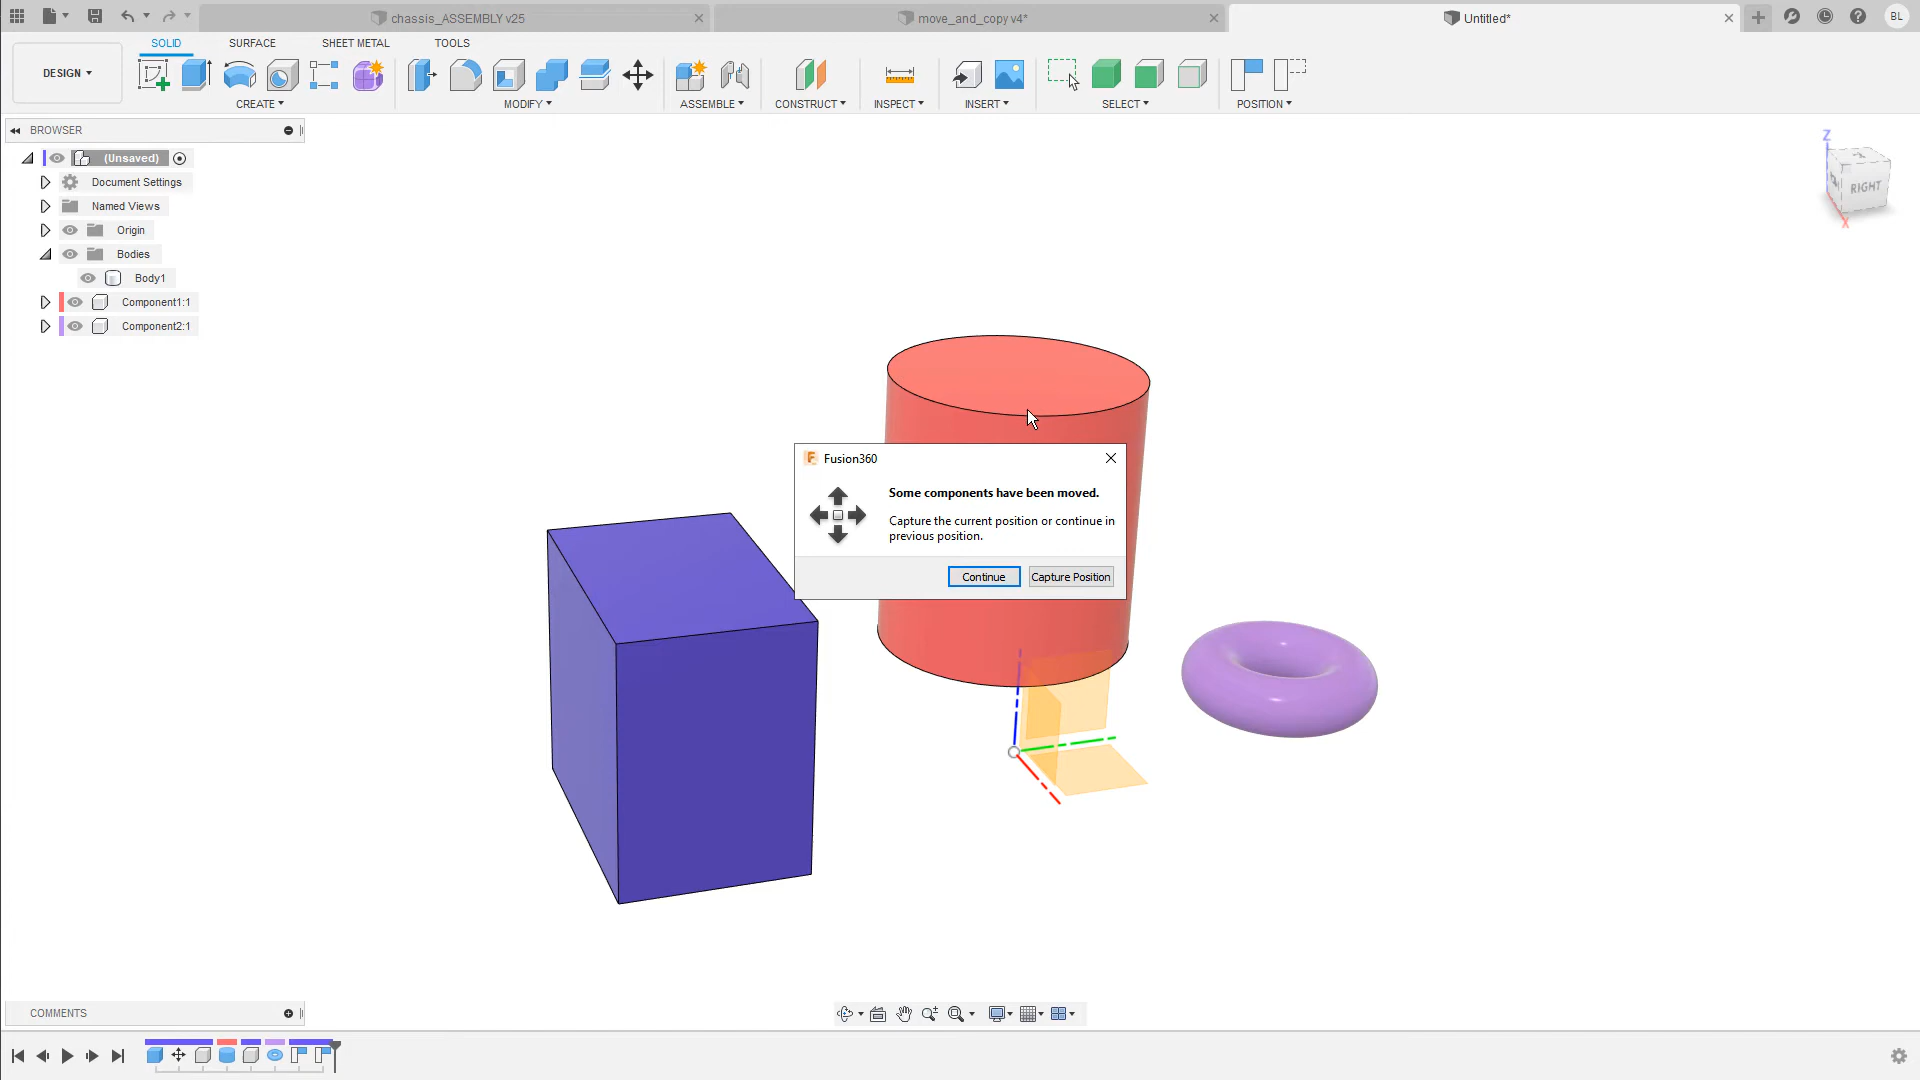 chassis_ASSEMBLY v25
move_and_copy v4*
Untitled*
BL
DESIGN
SOLID
SURFACE
SHEET METAL
TOOLS
CREATE
MODIFY
ASSEMBLE
CONSTRUCT
INSPECT
INSERT
SELECT
POSITION
BROWSER
(Unsaved)
Document Settings
Named Views
Origin
Bodies
Body1
Component1:1
Component2:1
Z
RIGHT
X
Fusion360
Some components have been moved.
Capture the current position or continue in
previous position.
Continue
Capture Position
COMMENTS